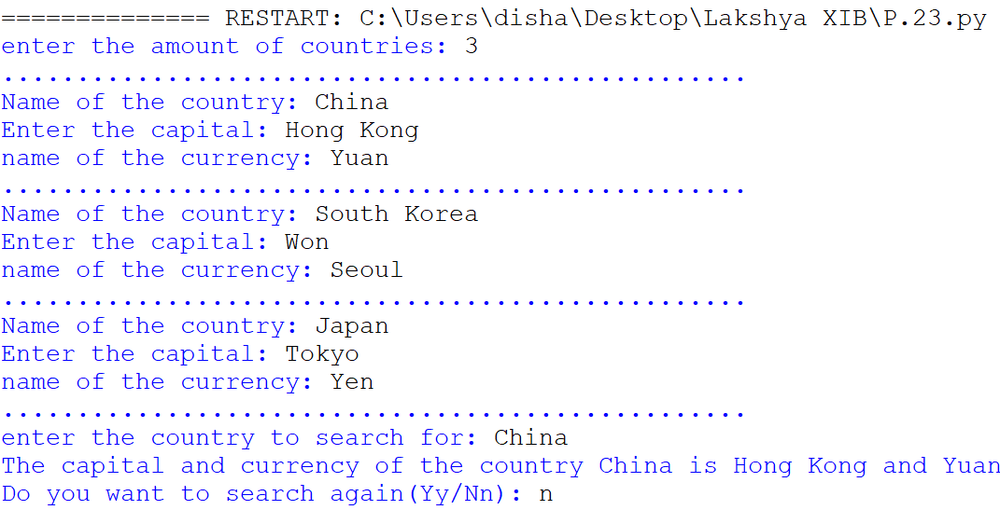 ============== RESTART: C:\Users\disha\Desktop\Lakshya XIB\P.23.py
enter the amount of countries: 3
..................................................
Name of the country: China
Enter the capital: Hong Kong
name of the currency: Yuan
..................................................
Name of the country: South Korea
Enter the capital: Won
name of the currency: Seoul
..................................................
Name of the country: Japan
Enter the capital: Tokyo
name of the currency: Yen
..................................................
enter the country to search for: China
The capital and currency of the country China is Hong Kong and Yuan
Do you want to search again(Yy/Nn): n